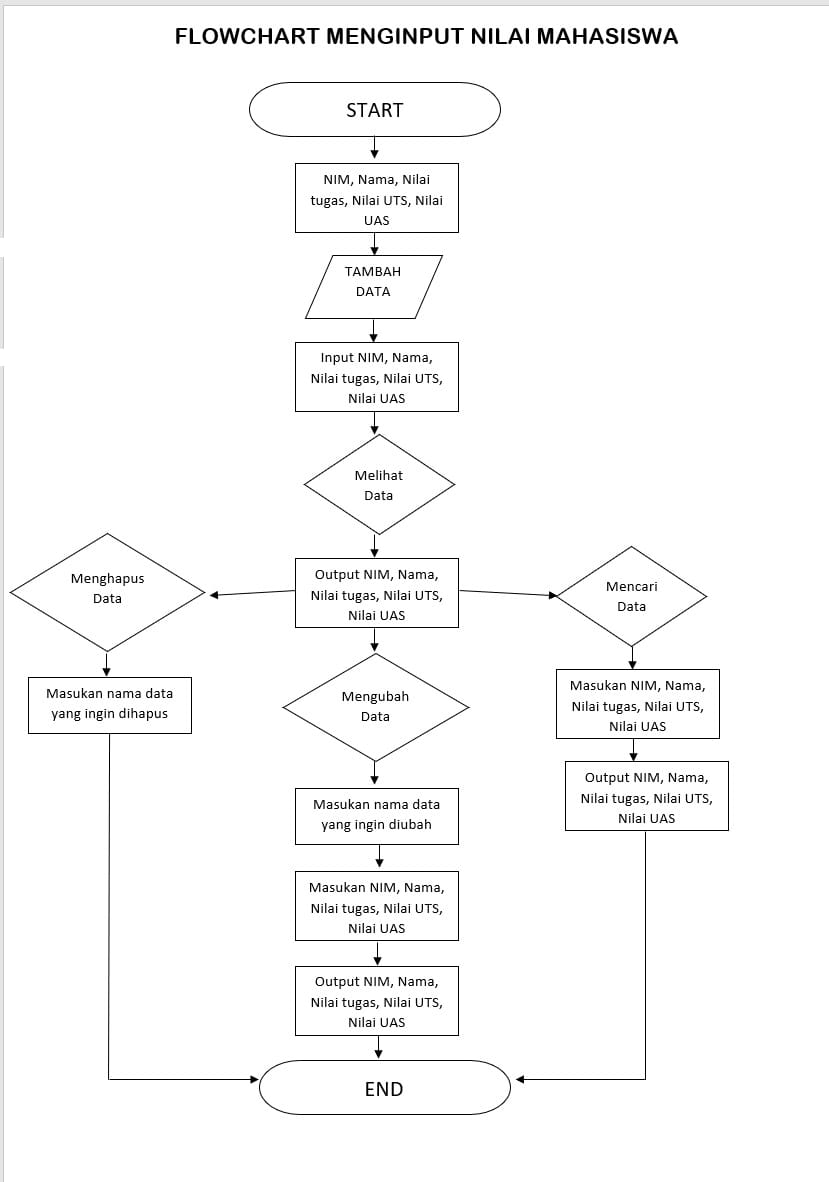 FLOWCHART MENGINPUT NILAI MAHASISWA
START
NIM, Nama, Nilai
tugas, Nilai UTS, Nilai
UAS
TAMBAH
DATA
Input NIM, Nama,
Nilai tugas, Nilai UTS,
Nilai UAS
Melihat
Data
Output NIM, Nama,
Nilai tugas, Nilai UTS,
Nilai UAS
Menghapus
Data
Masukan nama data
yang ingin dihapus
Mengubah
Data
Masukan nama data
yang ingin diubah
Masukan NIM, Nama,
Nilai tugas, Nilai UTS,
Nilai UAS
Output NIM, Nama,
Nilai tugas, Nilai UTS,
Nilai UAS
Mencari
Data
Masukan NIM, Nama,
Nilai tugas, Nilai UTS,
Nilai UAS
Output NIM, Nama,
Nilai tugas, Nilai UTS,
Nilai UAS
END